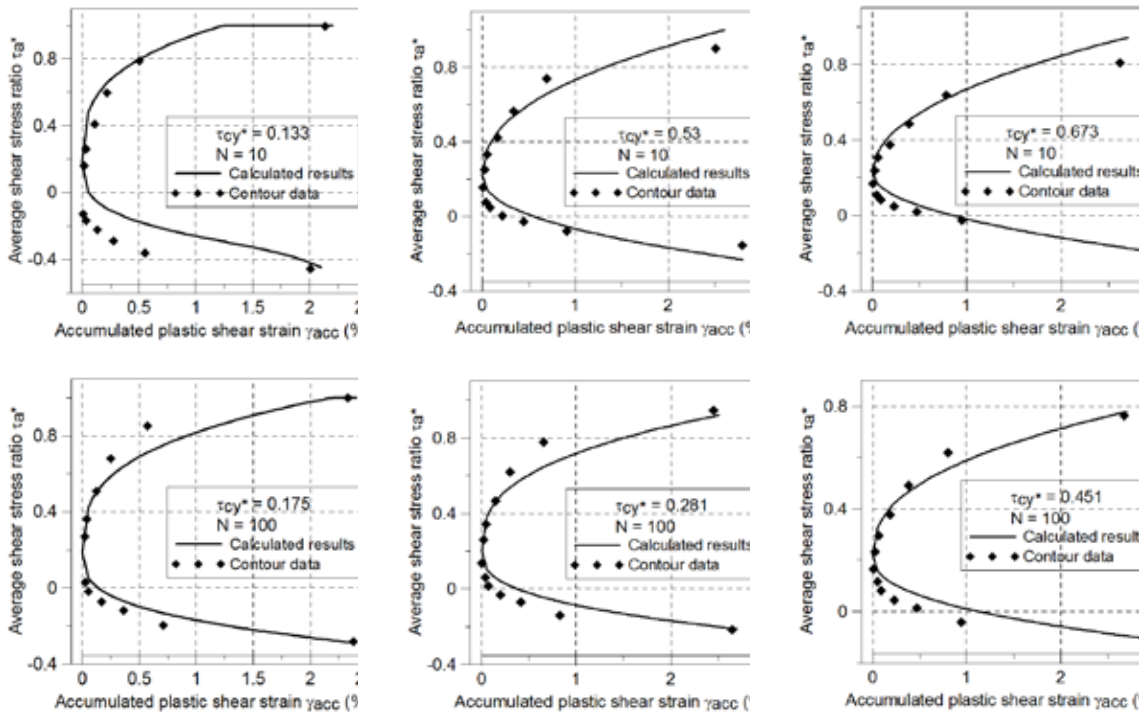 Average shear stress ratio τa*
0.8
0.4
0
-0.4
τcy* = 0.133
N = 10
Calculated results
Contour data
0 0.5 1 1.5 2
Accumulated plastic shear strain γacc (%
Average shear stress ratio τa*
0.8
0.4
0
-0.4
τcy* = 0.53
N = 10
Calculated results
Contour data
0 1 2
Accumulated plastic shear strain γacc (%
Average shear stress ratio τa*
0.8
0.4
0
-0.4
τcy* = 0.673
N = 10
Calculated results
Contour data
0 1 2
Accumulated plastic shear strain γacc (%
Average shear stress ratio τa*
0.8
0.4
0
-0.4
τcy* = 0.175
N = 100
Calculated results
Contour data
0 0.5 1 1.5 2
Accumulated plastic shear strain γacc (%
Average shear stress ratio τa*
0.8
0.4
0
-0.4
τcy* = 0.281
N = 100
Calculated results
Contour data
0 1 2
Accumulated plastic shear strain γacc (%
Average shear stress ratio τa*
0.8
0.4
0
τcy* = 0.451
N = 100
Calculated results
Contour data
0 1 2
Accumulated plastic shear strain γacc (%